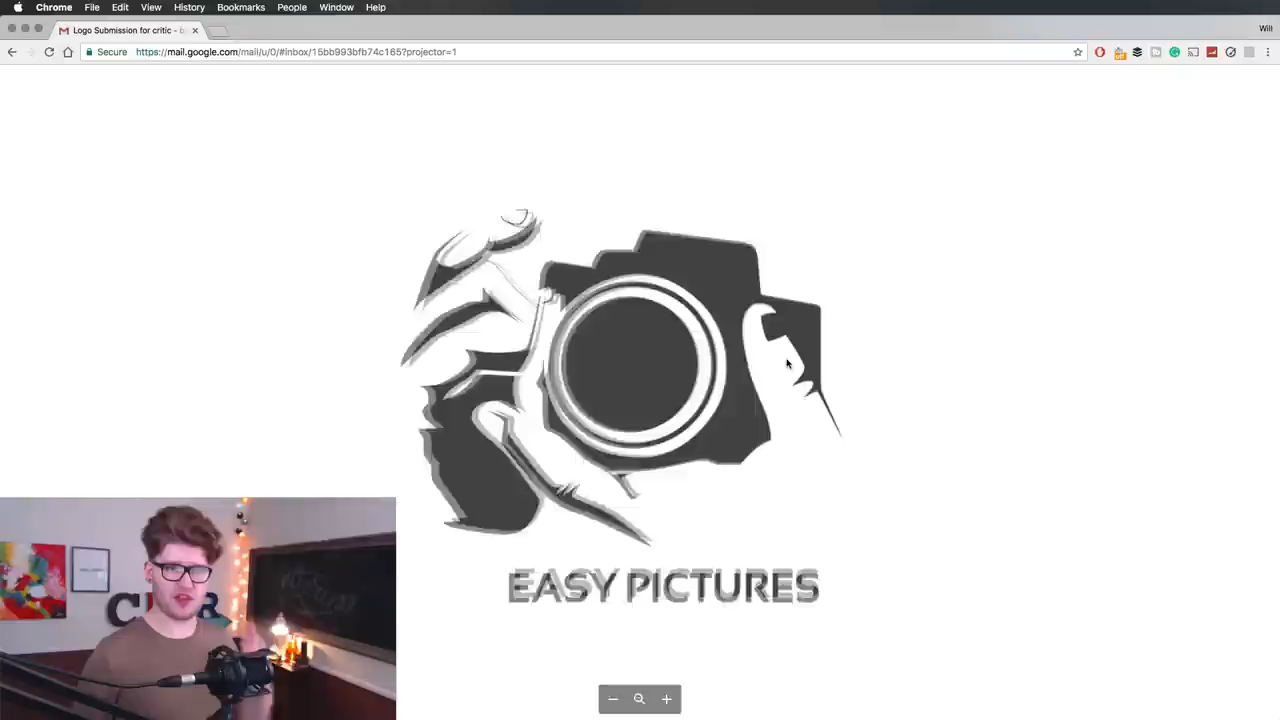 Chrome File Edit View History Bookmarks People Window Help
Logo Submission for critic - b
Will
Secure https://mail.google.com/mail/u/0/#inbox/15bb993bfb74c165?projector=1
EASY PICTURES